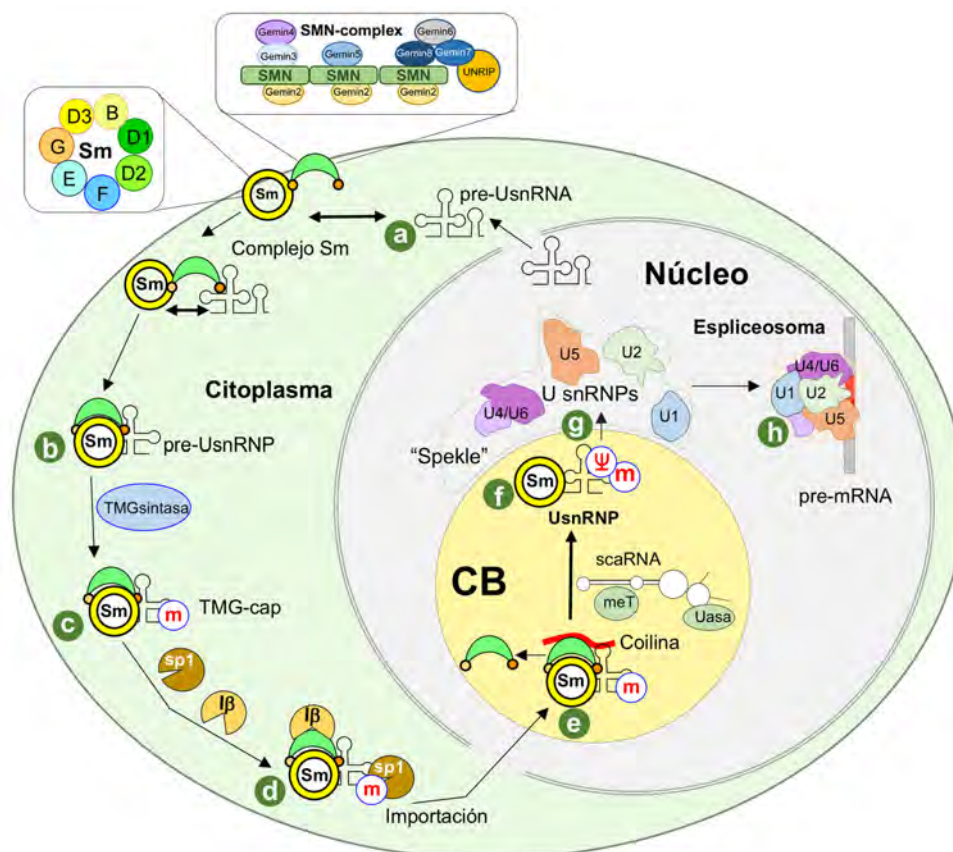 SMN-complex
Gemin4
Gemin6
Gemin3
Gemin5
Gemin8
Gemin7
SMN
SMN
SMN
UNRIP
Gemin2
Gemin2
Gemin2
D3
B
G
Sm
D1
E
D2
F
Sm
a
pre-UsnRNA
Complejo Sm
Sm
Núcleo
Espliceosoma
U5
U2
U4/U6
Citoplasma
U snRNPs
U1
U2
U4/U6
U1
U5
g
h
b
Sm
pre-UsnRNP
"Spekle"
Ψ
m
f
Sm
pre-mRNA
TMGsintasa
UsnRNP
scaRNA
CB
meT
Uasa
c
Sm
m
TMG-cap
Coilina
sp1
Sm
m
Iβ
e
Iβ
sp1
d
Sm
m
Importación